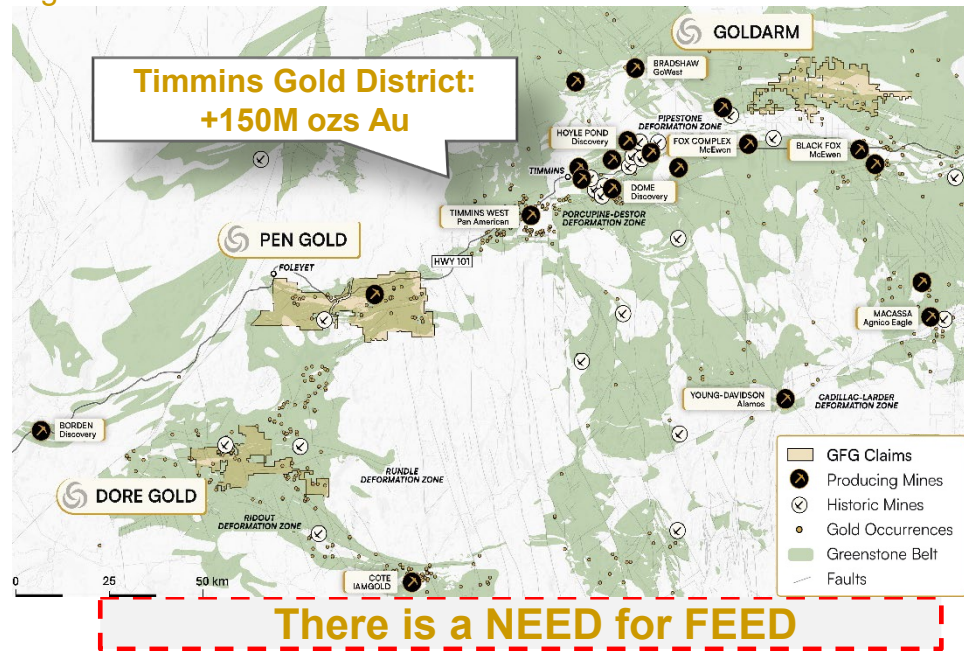 GOLDARM
Timmins Gold District:
+150M ozs Au
BRADSHAW
GoWest
PIPESTONE
DEFORMATION ZONE
HOYLE POND
Discovery
FOX COMPLEX
McEwen
BLACK FOX
McEwen
TIMMINS
DOME
Discovery
TIMMINS WEST
Pan American
PORCUPINE-DESTOR
DEFORMATION ZONE
PEN GOLD
HWY 101
FOLEYET
MACASSA
Agnico Eagle
YOUNG-DAVIDSON
Alamos
CADILLAC-LARDER
DEFORMATION ZONE
BORDEN
Discovery
RUNDLE
DEFORMATION ZONE
DORE GOLD
RIDOUT
DEFORMATION ZONE
COTE
IAMGOLD
GFG Claims
Producing Mines
Historic Mines
Gold Occurrences
Greenstone Belt
Faults
0 25 50 km
There is a NEED for FEED